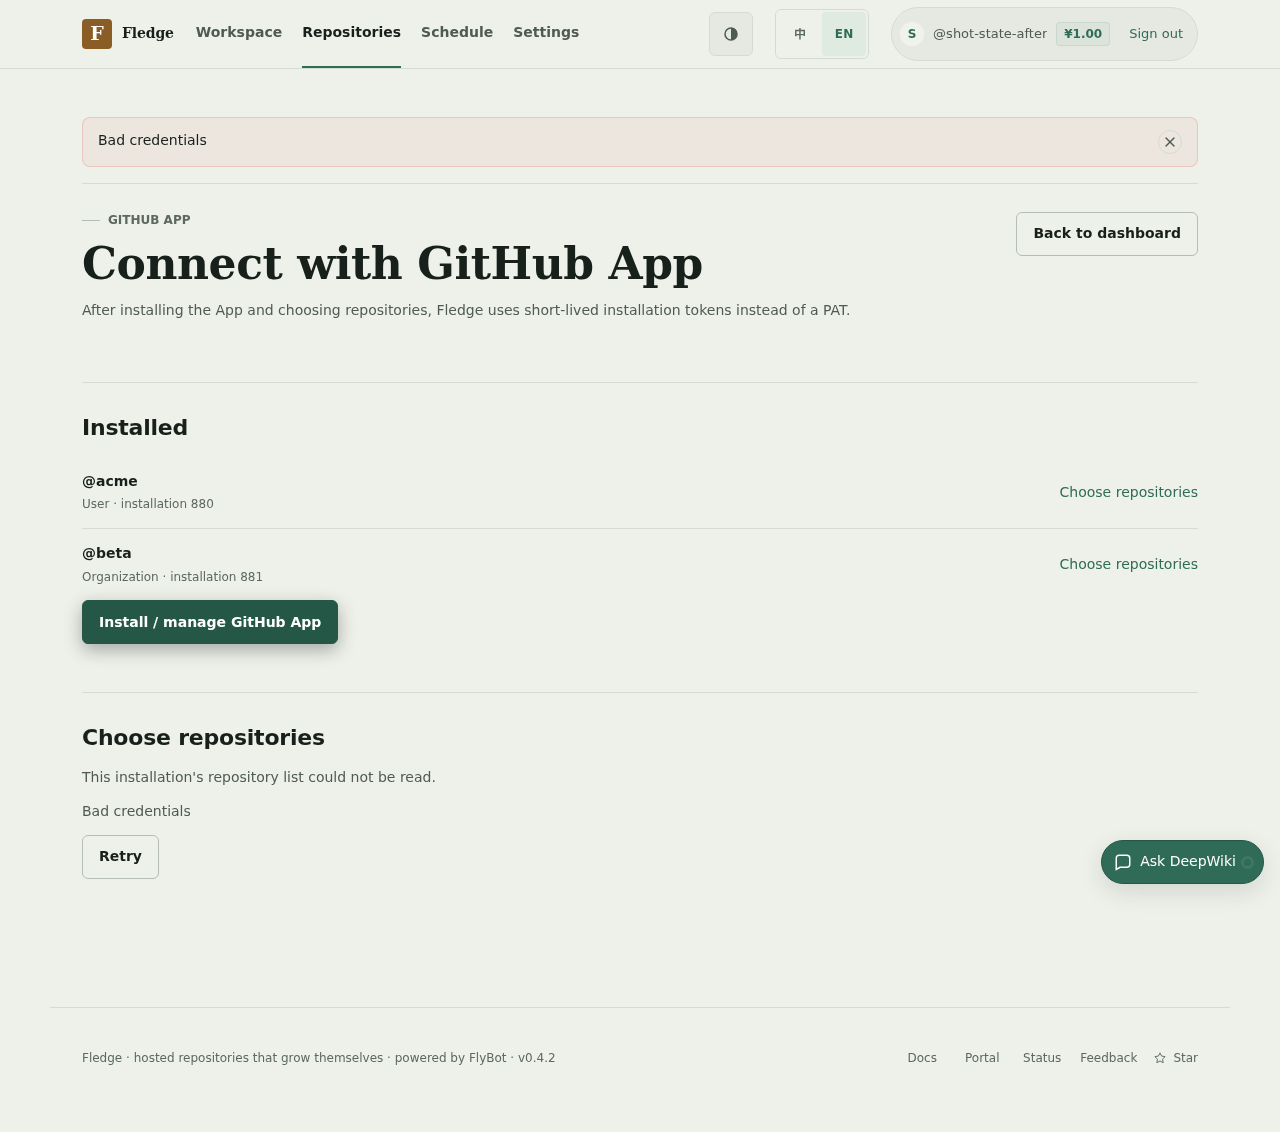 F Fledge Workspace Repositories Schedule Settings 中 EN S @shot-state-after ¥1.00 Sign out
Bad credentials
GITHUB APP
Back to dashboard
Connect with GitHub App
After installing the App and choosing repositories, Fledge uses short-lived installation tokens instead of a PAT.
Installed
@acme
User · installation 880
Choose repositories
@beta
Organization · installation 881
Choose repositories
Install / manage GitHub App
Choose repositories
This installation's repository list could not be read.
Bad credentials
Retry
Ask DeepWiki
Fledge · hosted repositories that grow themselves · powered by FlyBot · v0.4.2 Docs Portal Status Feedback Star